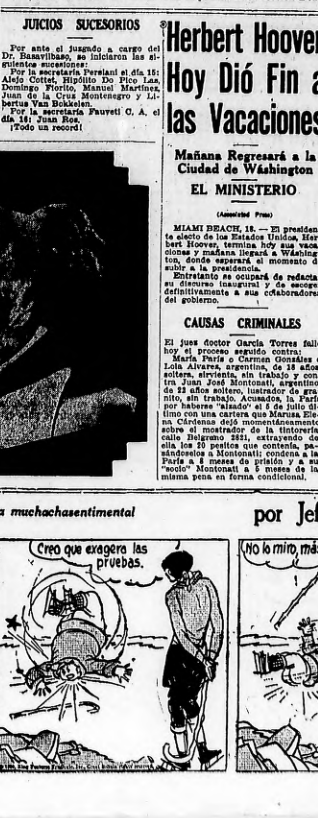 JUICIOS SUCESORIOS
Por ante el juzgado a cargo del
Dr. Basavilbaso, se iniciaron las si-
guientes sucesiones:
Por la secretaría Persiani el día 15:
Alejo Cottet, Hipólito De Pico Las,
Domingo Fiorito, Manuel Martínez,
Juan de la Cruz Montenegro y Li-
bertus Van Bokkelen.
Por la secretaría Fauveti C. A. el
día 16: Juan Ros.
¡Todo un record!
Herbert Hoover
Hoy Dió Fin a
las Vacaciones
Mañana Regresará a la
Ciudad de Wáshington
EL MINISTERIO
(Associated Press)
MIAMI BEACH, 18. — El presiden-
te electo de los Estados Unidos, Her
bert Hoover, termina hoy sus vaca
ciones y mañana llegará a Wáshing
ton, donde esperará el momento d
subir a la presidencia.
Entretanto se ocupará de redacta
su discurso inaugural y de escoge
definitivamente a sus colaboradores
del gobierno.
CAUSAS CRIMINALES
El juez doctor García Torres falló
hoy el proceso seguido contra:
María París o Carmen Gonzáles o
Lola Alvares, argentina, de 18 años
soltera, sirvienta, sin trabajo y con
tra Juan José Montonati, argentino
de 22 años soltero, lustrador de gra
nito, sin trabajo. Acusados, la París
por haberse "alzado" el 5 de julio úl-
timo con una cartera que Marusa, Ele-
na Cárdenas dejó momentáneamente
sobre el mostrador de la tintorería
calle Belgrano 2821, extrayendo de
ella los 20 pesitos que contenía, pa-
sándoselos a Montonati; condena a la
París a 8 meses de prisión y a su
"socio" Montonati a 6 meses de la
misma pena en forma condicional.
a muchachasentimental
por Jef
Creo que exagera las
pruebas.
¡No lo miro, más